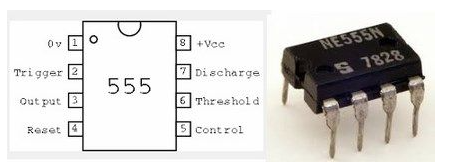 0v 1 8 +Vcc
Trigger 2 7 Discharge
555
Output 3 6 Threshold
Reset 4 5 Control
NE555N
S 7828